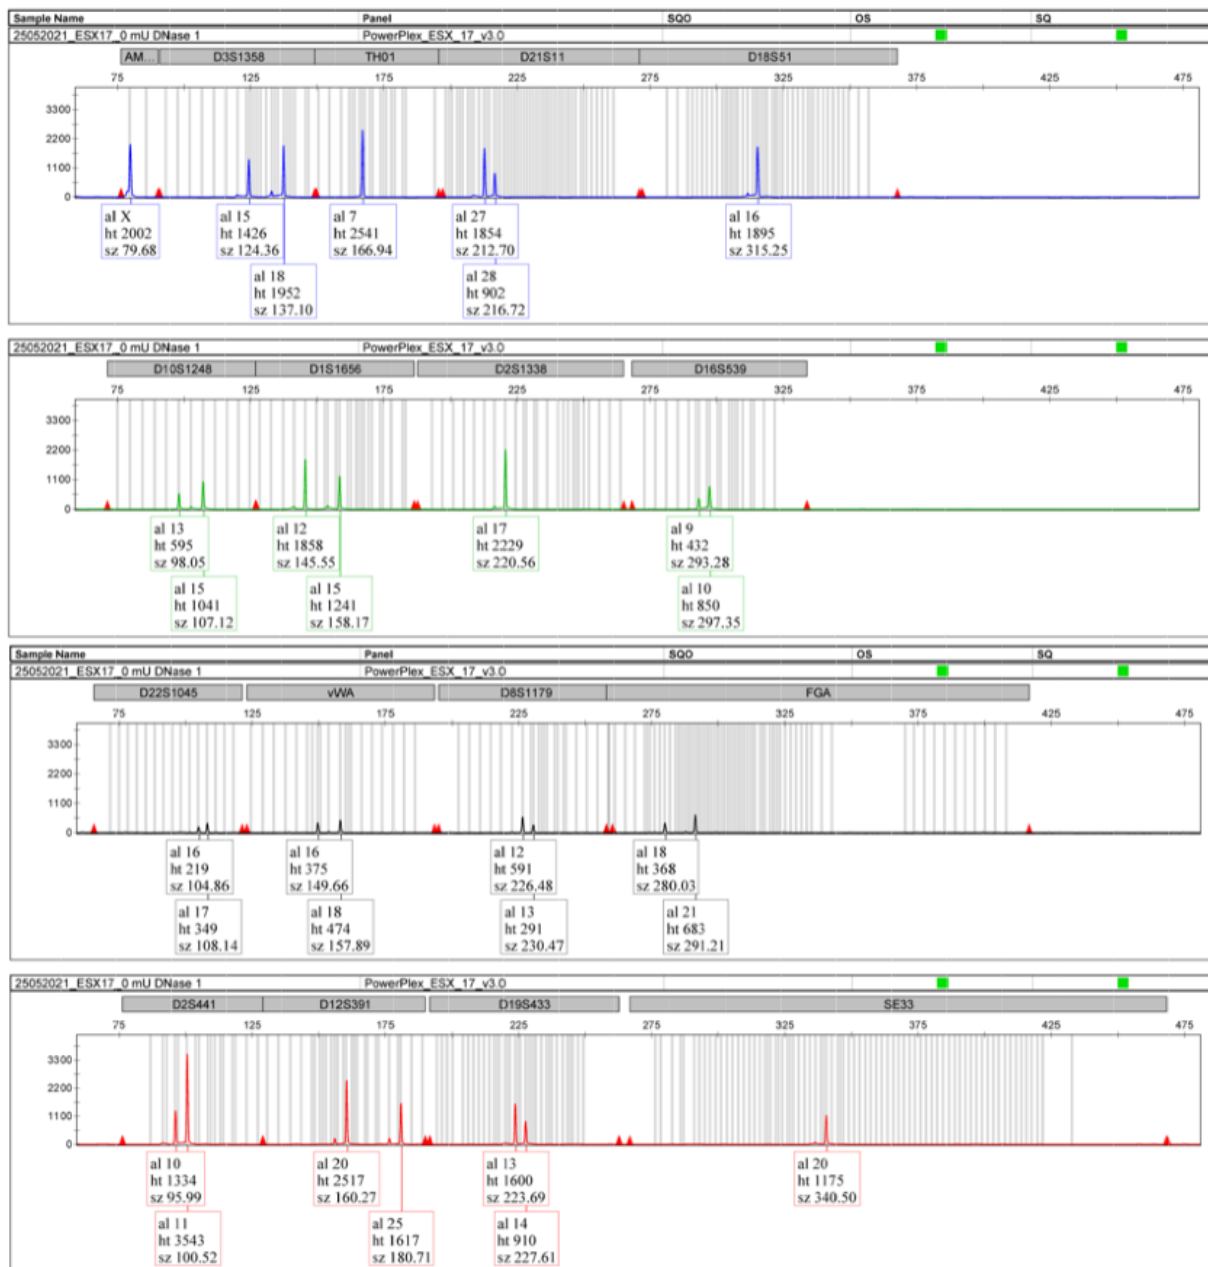 Sample Name Panel SQO OS SQ
25052021_ESX17_0 mU DNase 1 PowerPlex_ESX_17_v3.0
AM... D3S1358 TH01 D21S11 D18S51
75 125 175 225 275 325 375 425 475
3300
2200
1100
0
al X
ht 2002
sz 79.68
al 15
ht 1426
sz 124.36
al 18
ht 1952
sz 137.10
al 7
ht 2541
sz 166.94
al 27
ht 1854
sz 212.70
al 28
ht 902
sz 216.72
al 16
ht 1895
sz 315.25
25052021_ESX17_0 mU DNase 1 PowerPlex_ESX_17_v3.0
D10S1248 D1S1656 D2S1338 D16S539
75 125 175 225 275 325 375 425 475
3300
2200
1100
0
al 13
ht 595
sz 98.05
al 15
ht 1041
sz 107.12
al 12
ht 1858
sz 145.55
al 15
ht 1241
sz 158.17
al 17
ht 2229
sz 220.56
al 9
ht 432
sz 293.28
al 10
ht 850
sz 297.35
Sample Name Panel SQO OS SQ
25052021_ESX17_0 mU DNase 1 PowerPlex_ESX_17_v3.0
D22S1045 vWA D8S1179 FGA
75 125 175 225 275 325 375 425 475
3300
2200
1100
0
al 16
ht 219
sz 104.86
al 17
ht 349
sz 108.14
al 16
ht 375
sz 149.66
al 18
ht 474
sz 157.89
al 12
ht 591
sz 226.48
al 13
ht 291
sz 230.47
al 18
ht 368
sz 280.03
al 21
ht 683
sz 291.21
25052021_ESX17_0 mU DNase 1 PowerPlex_ESX_17_v3.0
D2S441 D12S391 D19S433 SE33
75 125 175 225 275 325 375 425 475
3300
2200
1100
0
al 10
ht 1334
sz 95.99
al 11
ht 3543
sz 100.52
al 20
ht 2517
sz 160.27
al 25
ht 1617
sz 180.71
al 13
ht 1600
sz 223.69
al 14
ht 910
sz 227.61
al 20
ht 1175
sz 340.50